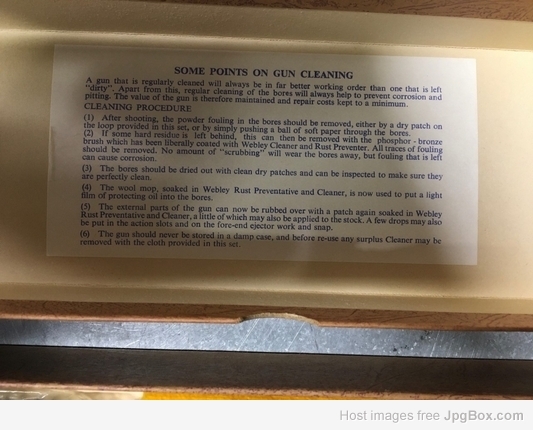 SOME POINTS ON GUN CLEANING
A gun that is regularly cleaned will always be in far better working order than one that is left
"dirty". Apart from this, regular cleaning of the bores will always help to prevent corrosion and
pitting. The value of the gun is therefore maintained and repair costs kept to a minimum.
CLEANING PROCEDURE
(1) After shooting, the powder fouling in the bores should be removed, either by a dry patch on
the loop provided in this set, or by simply pushing a ball of soft paper through the bores.
(2) If some hard residue is left behind, this can then be removed with the phosphor - bronze
brush which has been liberally coated with Webley Cleaner and Rust Preventer. All traces of fouling
should be removed. No amount of "scrubbing" will wear the bores away, but fouling that is left
can cause corrosion.
(3) The bores should be dried out with clean dry patches and can be inspected to make sure they
are perfectly clean.
(4) The wool mop, soaked in Webley Rust Preventative and Cleaner, is now used to put a light
film of protecting oil into the bores.
(5) The external parts of the gun can now be rubbed over with a patch again soaked in Webley
Rust Preventative and Cleaner, a little of which may also be applied to the stock. A few drops may also
be put in the action slots and on the fore-end ejector work and snap.
(6) The gun should never be stored in a damp case, and before re-use any surplus Cleaner may be
removed with the cloth provided in this set.
Host images free JpgBox.com